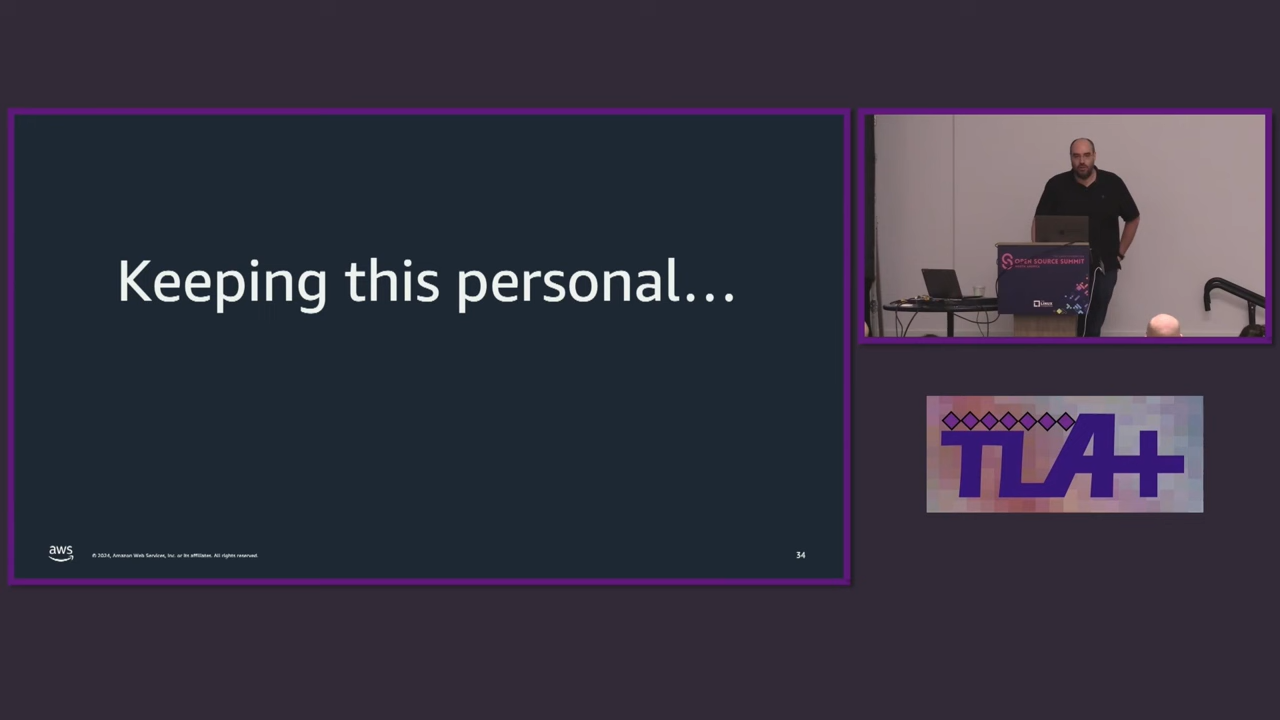 Keeping this personal...
aws
© 2024, Amazon Web Services, Inc. or its affiliates. All rights reserved.
34
OPEN SOURCE SUMMIT
LINUX
TLA+